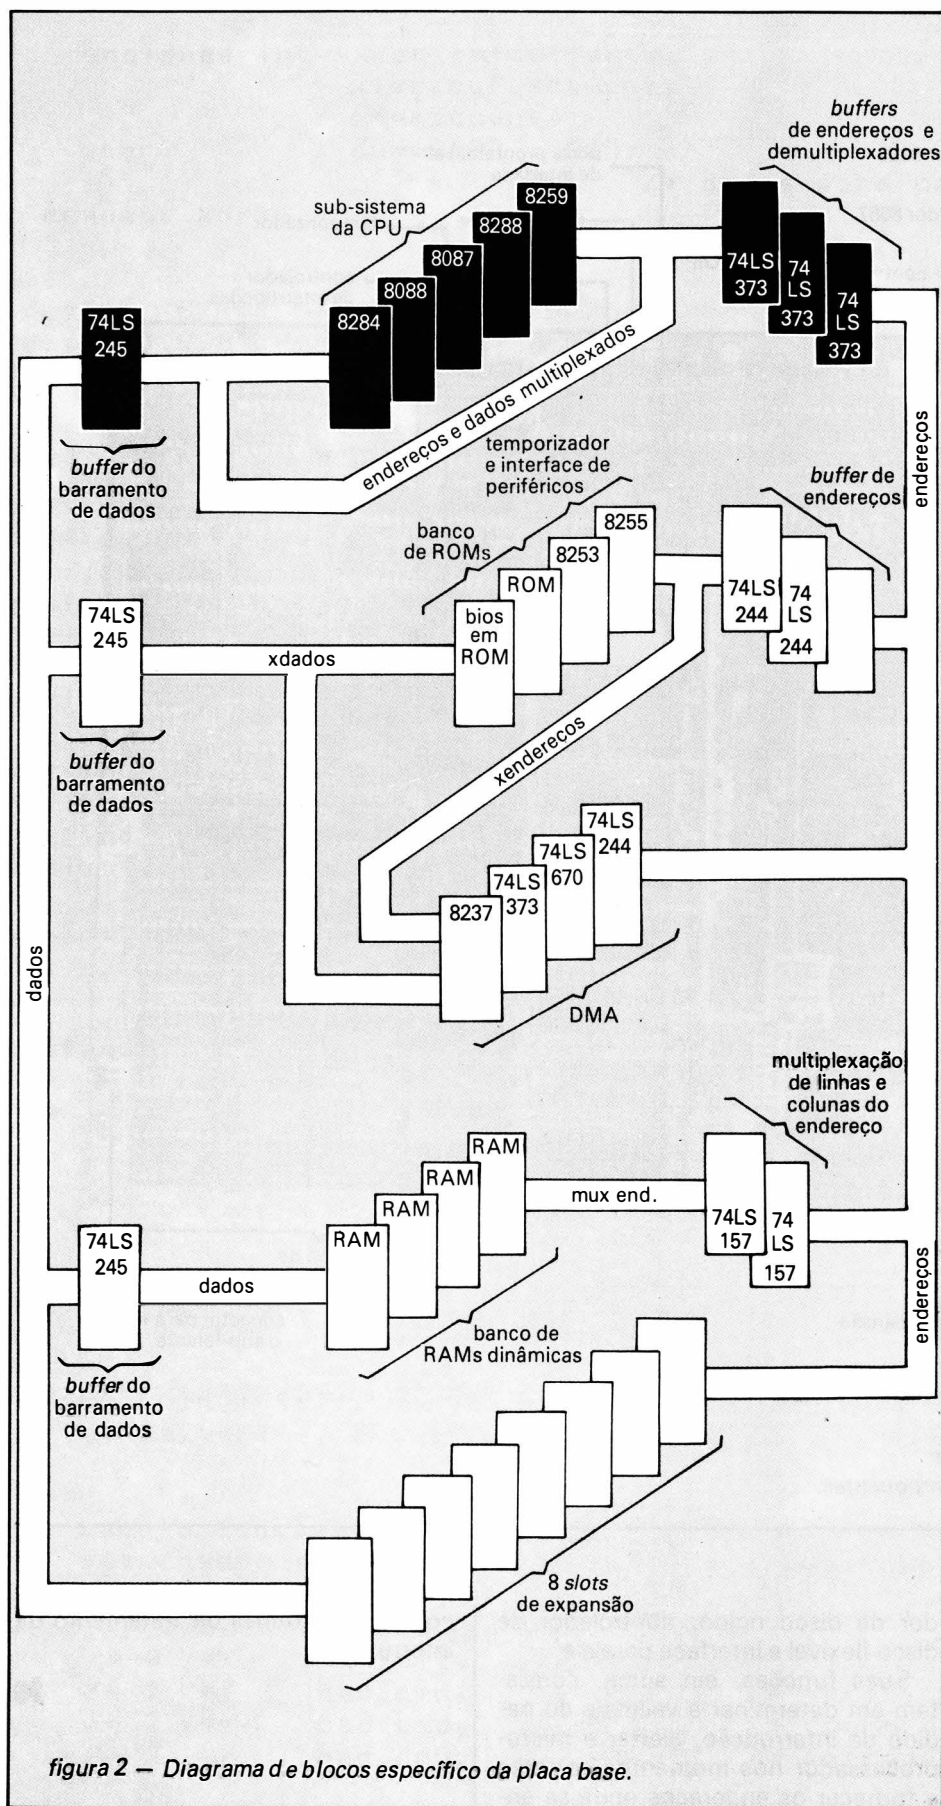 buffers
de endereços e
demultiplexadores
sub-sistema
da CPU
8259
8288
8087
8088
8284
74LS
373
74
LS
373
74
LS
373
74LS
245
buffer do
barramento
de dados
endereços e dados multiplexados
endereços
temporizador
e interface de
periféricos
buffer de
endereços
banco
de ROMs
8255
8253
ROM
bios
em
ROM
74LS
244
74
LS
244
74LS
245
xdados
buffer do
barramento
de dados
xendereços
74LS
244
74LS
670
74LS
373
8237
DMA
dados
multiplexação
de linhas e
colunas do
endereço
RAM
RAM
RAM
RAM
mux end.
74LS
157
74
LS
157
74LS
245
dados
banco de
RAMs dinâmicas
endereços
buffer do
barramento
de dados
8 slots
de expansão
figura 2 — Diagrama de blocos específico da placa base.